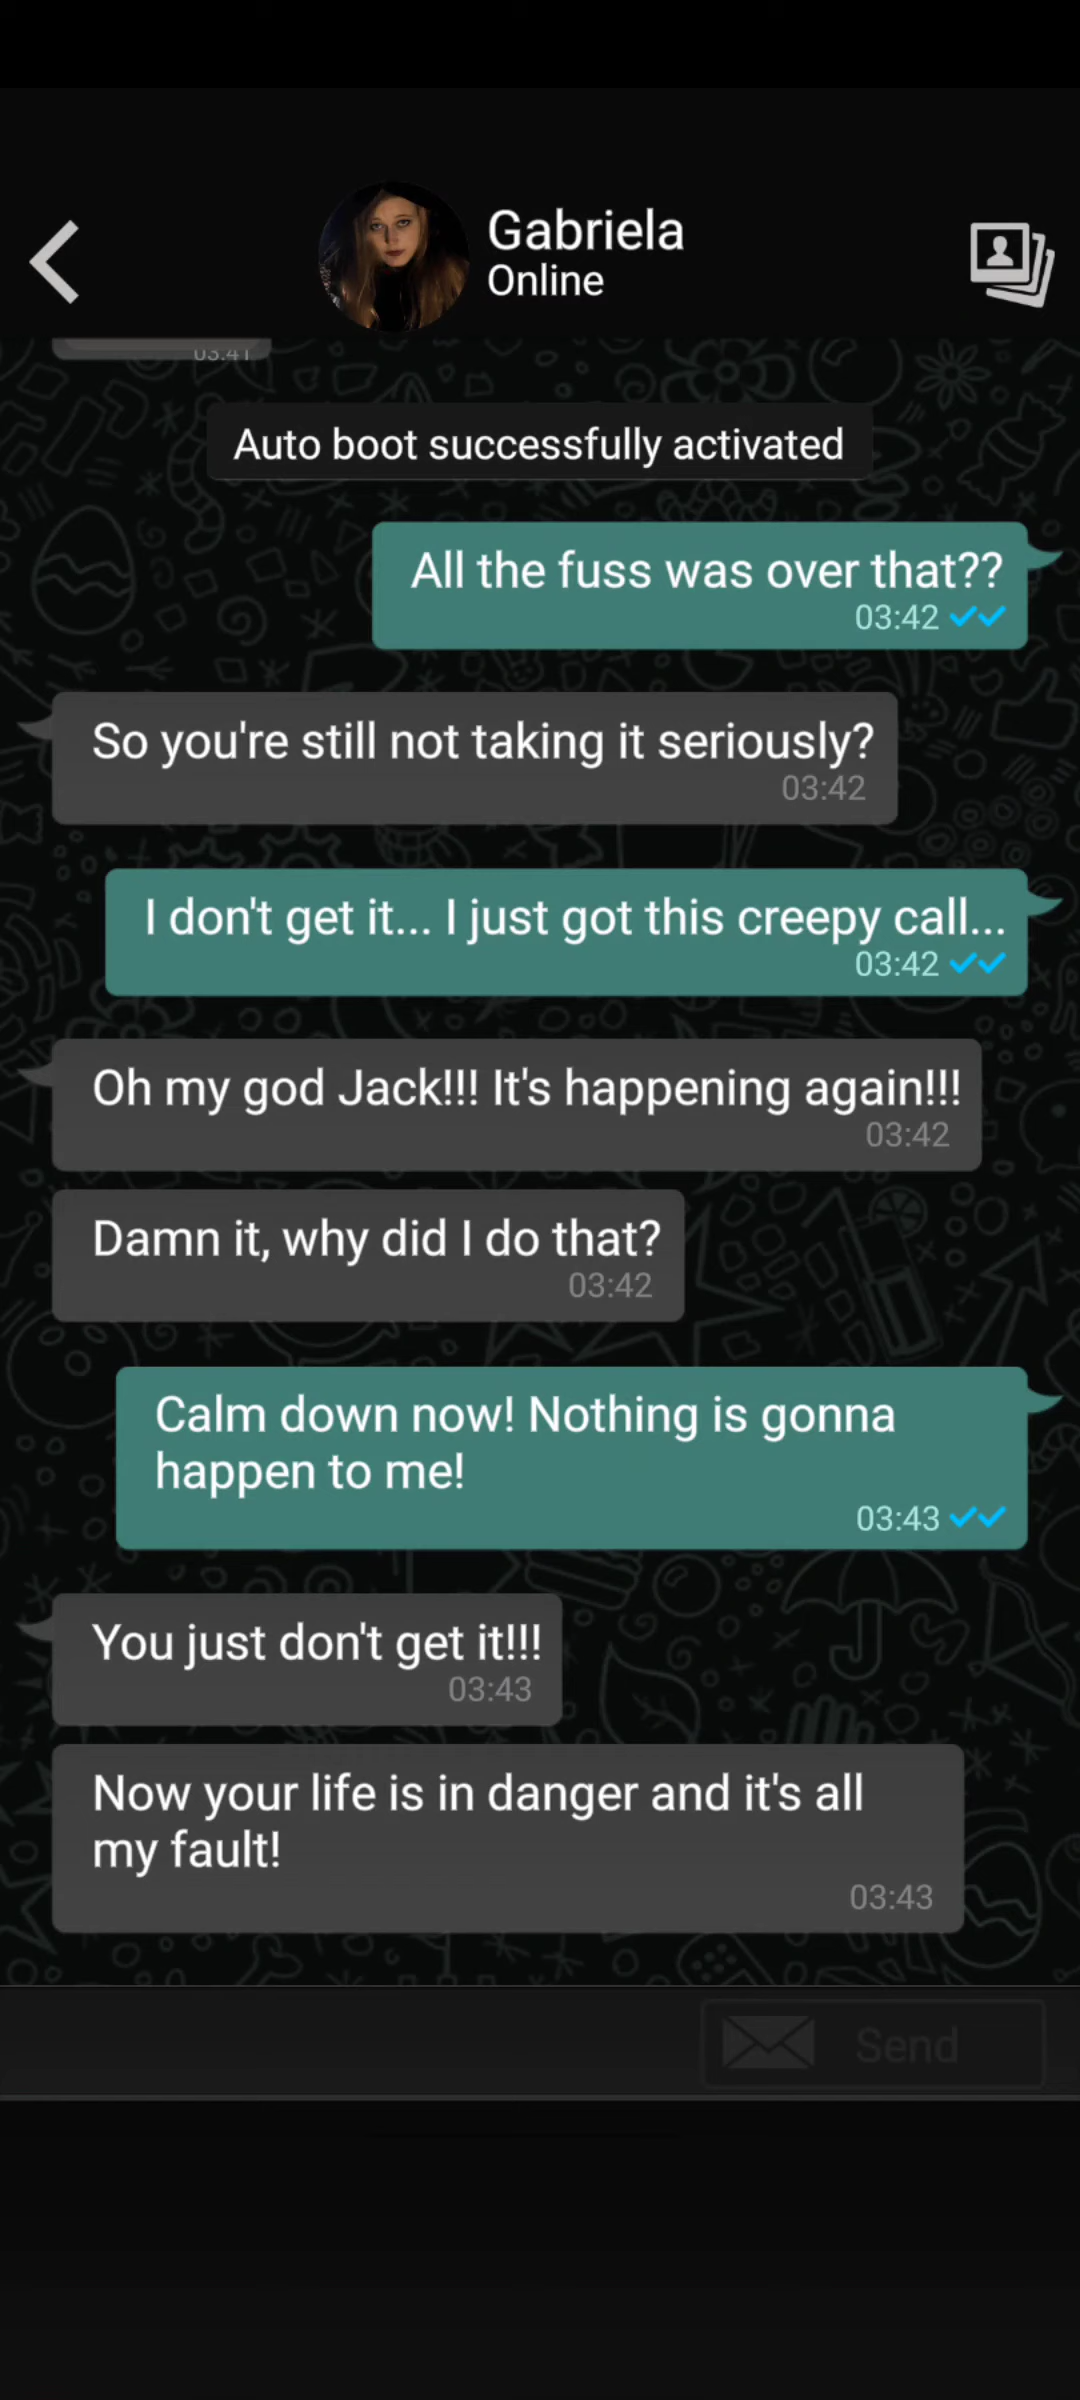 Gabriela
Online
03:41
Auto boot successfully activated
All the fuss was over that??
03:42
So you're still not taking it seriously?
03:42
I don't get it... I just got this creepy call...
03:42
Oh my god Jack!!! It's happening again!!!
03:42
Damn it, why did I do that?
03:42
Calm down now! Nothing is gonna
happen to me!
03:43
You just don't get it!!!
03:43
Now your life is in danger and it's all
my fault!
03:43
Send